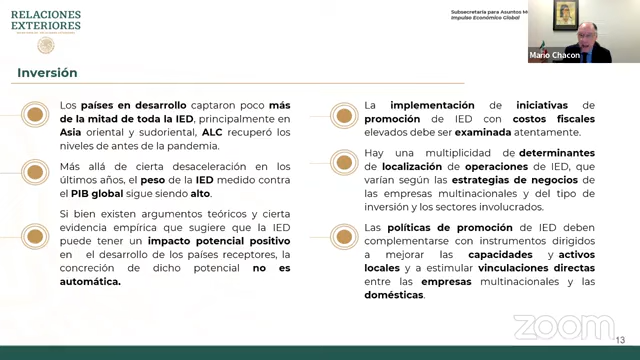 RELACIONES
EXTERIORES
Subsecretaría para Asuntos M
Impulso Económico Global
Mario Chacon
Inversión
Los países en desarrollo captaron poco más
de la mitad de toda la IED, principalmente en
Asia oriental y sudoriental, ALC recuperó los
niveles de antes de la pandemia.
Más allá de cierta desaceleración en los
últimos años, el peso de la IED medido contra
el PIB global sigue siendo alto.
Si bien existen argumentos teóricos y cierta
evidencia empírica que sugiere que la IED
puede tener un impacto potencial positivo
en el desarrollo de los países receptores, la
concreción de dicho potencial no es
automática.
La implementación de iniciativas de
promoción de IED con costos fiscales
elevados debe ser examinada atentamente.
Hay una multiplicidad de determinantes
de localización de operaciones de IED, que
varían según las estrategias de negocios de
las empresas multinacionales y del tipo de
inversión y los sectores involucrados.
Las políticas de promoción de IED deben
complementarse con instrumentos dirigidos
a mejorar las capacidades y activos
locales y a estimular vinculaciones directas
entre las empresas multinacionales y las
domésticas.
zoom
13